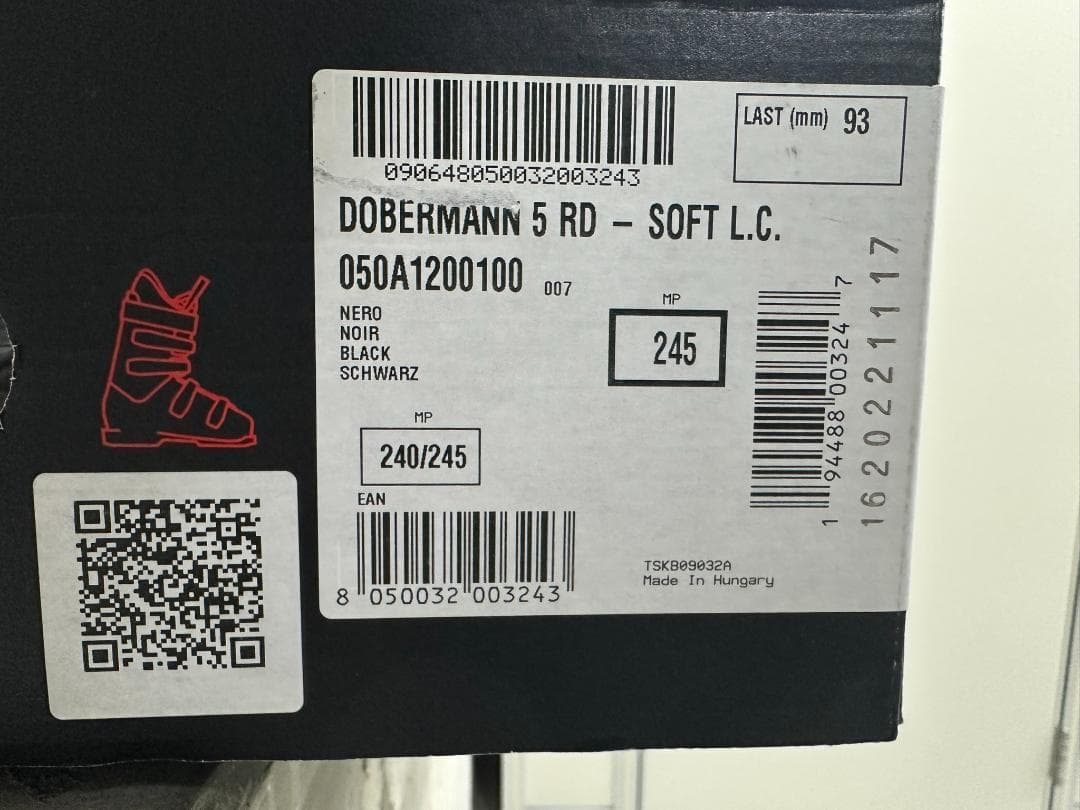 090648050032003243
LAST (mm) 93
DOBERMANN 5 RD – SOFT L.C.
050A1200100 007
NERO
NOIR
BLACK
SCHWARZ
MP
245
MP
240/245
EAN
8 050032 003243
TSKB09032A
Made In Hungary
1 94488 00324 7
16202211117